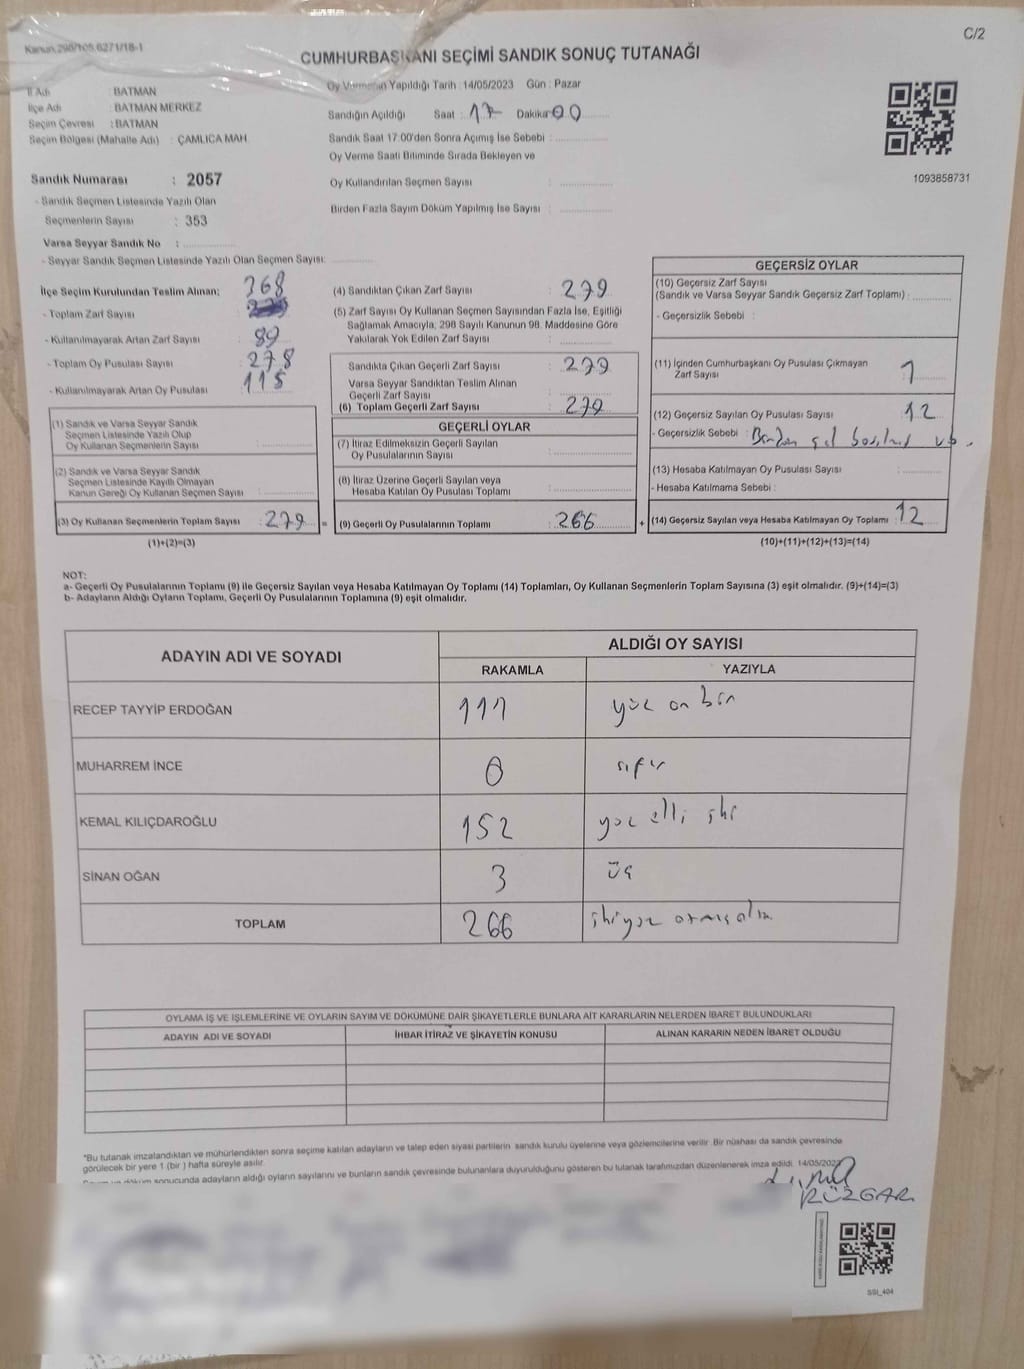 Kanun.298/105.6271/18-1
C/2
CUMHURBAŞKANI SEÇİMİ SANDIK SONUÇ TUTANAĞI
İl Adı : BATMAN
İlçe Adı : BATMAN MERKEZ
Seçim Çevresi : BATMAN
Seçim Bölgesi (Mahalle Adı) : ÇAMLICA MAH
Oy Vermenin Yapıldığı Tarih : 14/05/2023 Gün : Pazar
Sandığın Açıldığı Saat : 17 Dakika 00
Sandık Saat 17.00'den Sonra Açımış İse Sebebi :
Oy Verme Saati Bitiminde Sırada Bekleyen ve
Oy Kullandırılan Seçmen Sayısı :
Birden Fazla Sayım Döküm Yapılmış İse Sayısı :
1093858731
Sandık Numarası : 2057
- Sandık Seçmen Listesinde Yazılı Olan
Seçmenlerin Sayısı : 353
Varsa Seyyar Sandık No :
- Seyyar Sandık Seçmen Listesinde Yazılı Olan Seçmen Sayısı:
İlçe Seçim Kurulundan Teslim Alınan; 368
- Toplam Zarf Sayısı
- Kullanılmayarak Artan Zarf Sayısı : 89
- Toplam Oy Pusulası Sayısı : 278
- Kullanılmayarak Artan Oy Pusulası : 115
(1) Sandık ve Varsa Seyyar Sandık
Seçmen Listesinde Yazılı Olup
Oy Kullanan Seçmenlerin Sayısı :
(2) Sandık ve Varsa Seyyar Sandık
Seçmen Listesinde Kayıtlı Olmayan
Kanun Gereği Oy Kullanan Seçmen Sayısı :
(3) Oy Kullanan Seçmenlerin Toplam Sayısı : 279 =
(1)+(2)=(3)
(4) Sandıktan Çıkan Zarf Sayısı : 279
(5) Zarf Sayısı Oy Kullanan Seçmen Sayısından Fazla İse, Eşitliği
Sağlamak Amacıyla, 298 Sayılı Kanunun 98. Maddesine Göre
Yakılarak Yok Edilen Zarf Sayısı :
Sandıkta Çıkan Geçerli Zarf Sayısı : 279
Varsa Seyyar Sandıktan Teslim Alınan
Geçerli Zarf Sayısı :
(6) Toplam Geçerli Zarf Sayısı : 279
GEÇERLİ OYLAR
(7) İtiraz Edilmeksizin Geçerli Sayılan
Oy Pusulalarının Sayısı :
(8) İtiraz Üzerine Geçerli Sayılan veya
Hesaba Katılan Oy Pusulası Toplamı :
(9) Geçerli Oy Pusulalarının Toplamı : 266 +
GEÇERSİZ OYLAR
(10) Geçersiz Zarf Sayısı
(Sandık ve Varsa Seyyar Sandık Geçersiz Zarf Toplamı) :
- Geçersizlik Sebebi :
(11) İçinden Cumhurbaşkanı Oy Pusulası Çıkmayan
Zarf Sayısı : 1
(12) Geçersiz Sayılan Oy Pusulası Sayısı : 12
- Geçersizlik Sebebi : vb.
(13) Hesaba Katılmayan Oy Pusulası Sayısı :
- Hesaba Katılmama Sebebi :
(14) Geçersiz Sayılan veya Hesaba Katılmayan Oy Toplamı : 12
(10)+(11)+(12)+(13)=(14)
NOT:
a- Geçerli Oy Pusulalarının Toplamı (9) ile Geçersiz Sayılan veya Hesaba Katılmayan Oy Toplamı (14) Toplamları, Oy Kullanan Seçmenlerin Toplam Sayısına (3) eşit olmalıdır. (9)+(14)=(3)
b- Adayların Aldığı Oyların Toplamı, Geçerli Oy Pusulalarının Toplamına (9) eşit olmalıdır.
ADAYIN ADI VE SOYADI
ALDIĞI OY SAYISI
RAKAMLA YAZIYLA
RECEP TAYYİP ERDOĞAN 111 yüz on bir
MUHARREM İNCE 0 sıfır
KEMAL KILIÇDAROĞLU 152 yüz elli iki
SİNAN OĞAN 3 üç
TOPLAM 266 ikiyüz atmışaltı
OYLAMA İŞ VE İŞLEMLERİNE VE OYLARIN SAYIM VE DÖKÜMÜNE DAİR ŞİKAYETLERLE BUNLARA AİT KARARLARIN NELERDEN İBARET BULUNDUKLARI
ADAYIN ADI VE SOYADI İHBAR İTİRAZ VE ŞİKAYETİN KONUSU ALINAN KARARIN NEDEN İBARET OLDUĞU
*Bu tutanak imzalandıktan ve mühürlendikten sonra seçime katılan adayların ve talep eden siyasi partilerin sandık kurulu üyelerine veya gözlemcilerine verilir. Bir nüshası da sandık çevresinde
görülecek bir yere 1 (bir ) hafta süreyle asılır.
sonucunda adayların aldığı oyların sayılarını ve bunların sandık çevresinde bulunanlara duyurulduğunu gösteren bu tutanak tarafımızdan düzenlenerek imza edildi. 14/05/2023
RÜZGAR
SSI_404